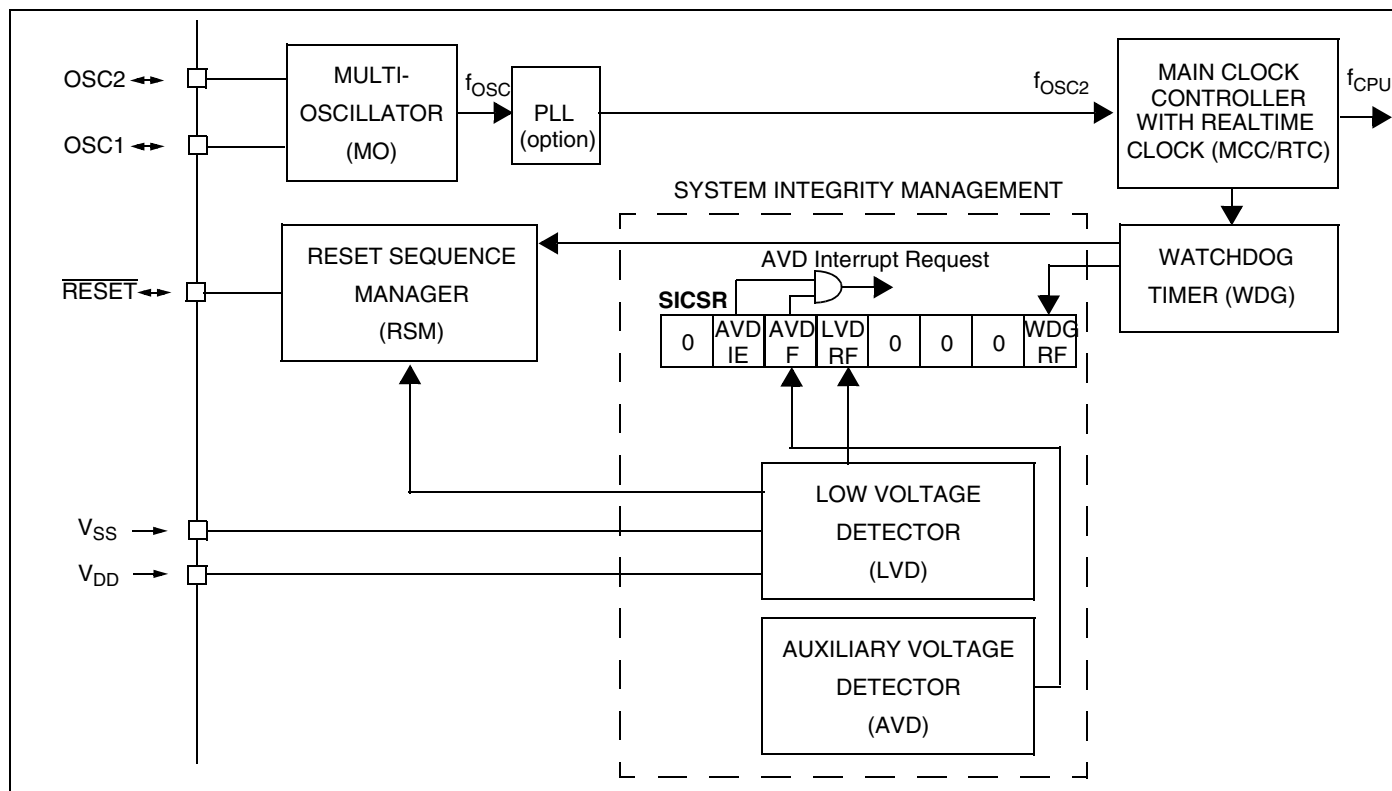 OSC2
OSC1
MULTI-
OSCILLATOR
(MO)
fOSC
PLL
(option)
fOSC2
MAIN CLOCK
CONTROLLER
WITH REALTIME
CLOCK (MCC/RTC)
fCPU
SYSTEM INTEGRITY MANAGEMENT
RESET
RESET SEQUENCE
MANAGER
(RSM)
AVD Interrupt Request
WATCHDOG
TIMER (WDG)
SICSR
0
AVD
IE
AVD
F
LVD
RF
0
0
0
WDG
RF
VSS
VDD
LOW VOLTAGE
DETECTOR
(LVD)
AUXILIARY VOLTAGE
DETECTOR
(AVD)